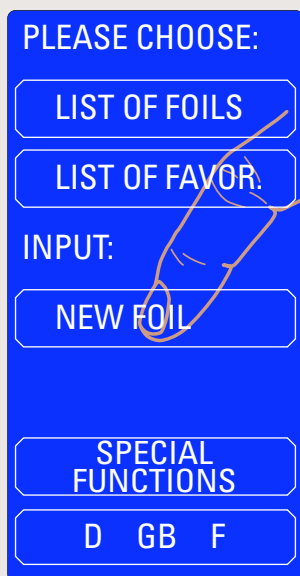 PLEASE CHOOSE:
LIST OF FOILS
LIST OF FAVOR.
INPUT:
NEW FOIL
SPECIAL
FUNCTIONS
D GB F